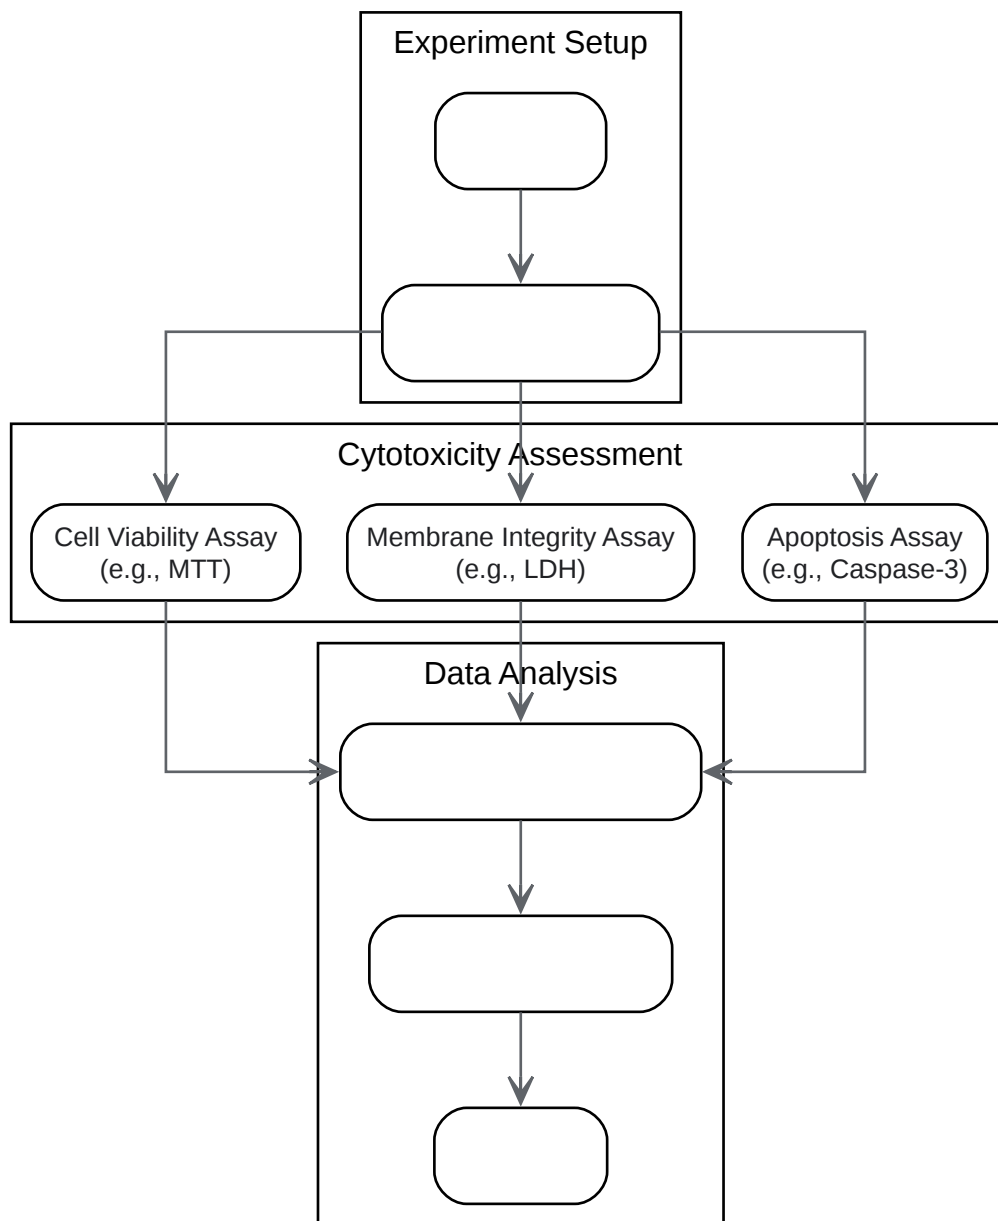 Experiment Setup
Cytotoxicity Assessment
Cell Viability Assay
(e.g., MTT)
Membrane Integrity Assay
(e.g., LDH)
Apoptosis Assay
(e.g., Caspase-3)
Data Analysis